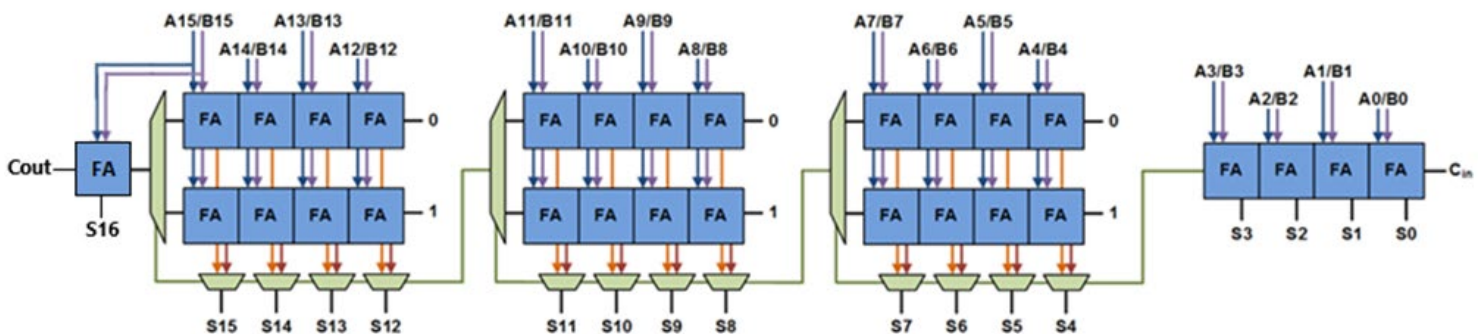 A15/B15 A13/B13 A11/B11 A9/B9 A7/B7 A5/B5
A14/B14 A12/B12 A10/B10 A8/B8 A6/B6 A4/B4
A3/B3 A1/B1
A2/B2 A0/B0
FA FA FA FA 0 FA FA FA FA 0 FA FA FA FA 0
Cout FA FA FA FA FA Cin
FA FA FA FA 1 FA FA FA FA 1 FA FA FA FA 1
S16 S3 S2 S1 S0
S15 S14 S13 S12 S11 S10 S9 S8 S7 S6 S5 S4